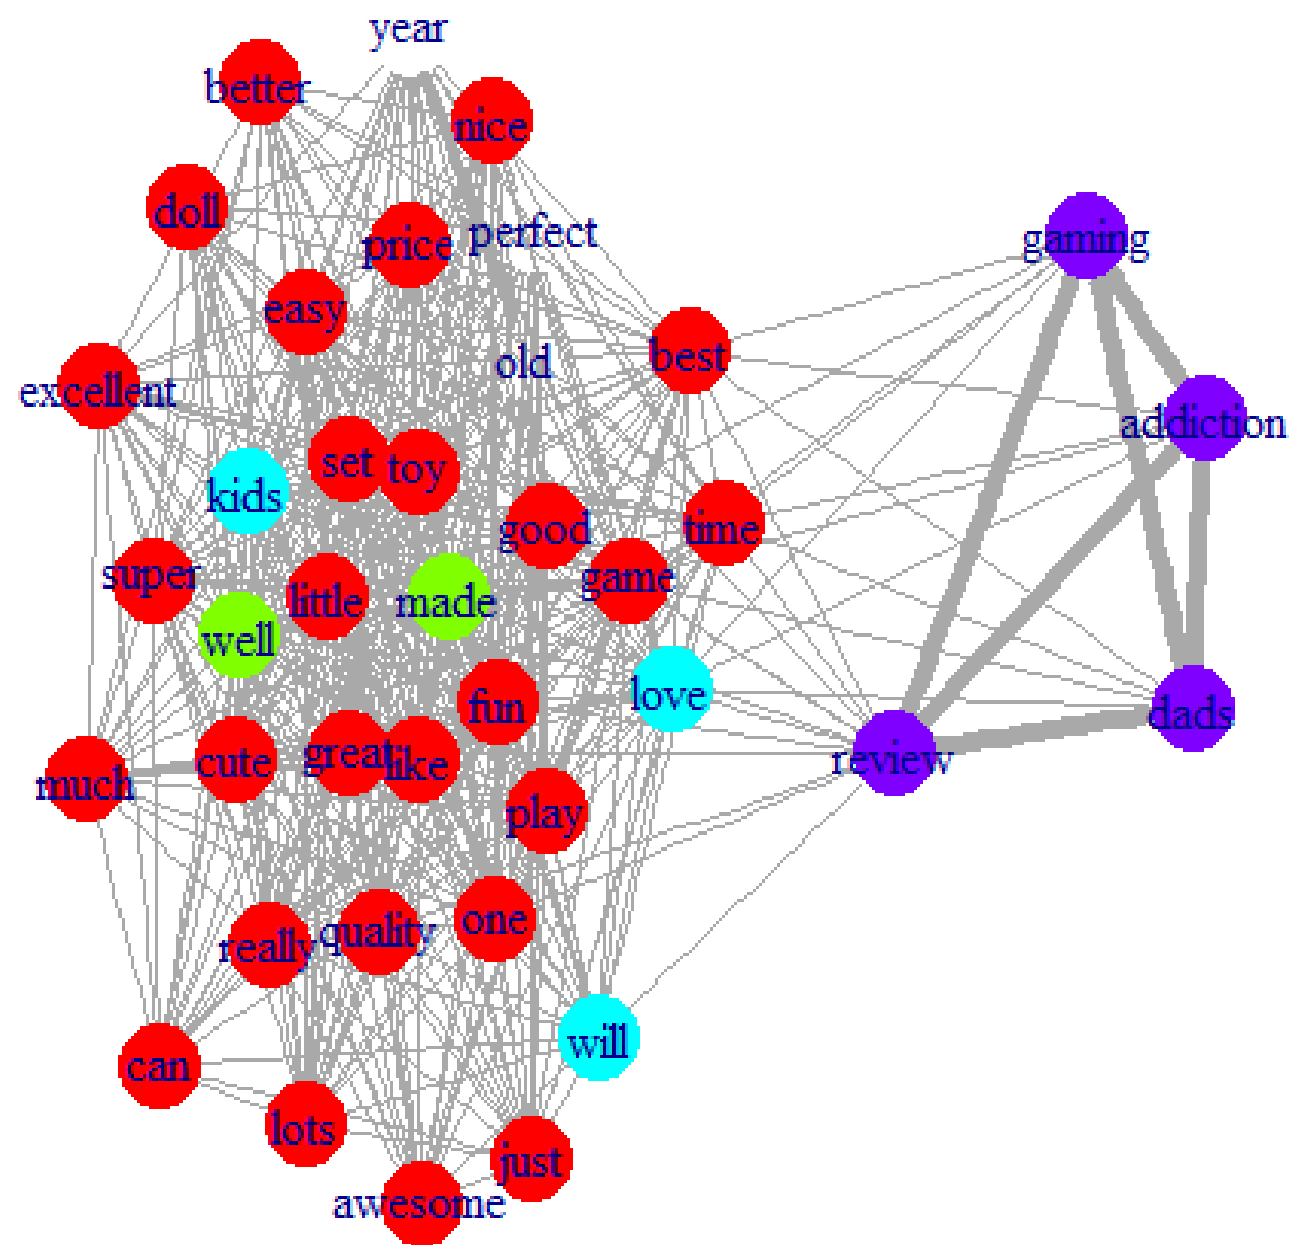 year
better
nice
doll
price
perfect
gaming
easy
old
best
excellent
addiction
set
toy
kids
good
time
super
game
little
made
well
love
fun
dads
cute
great
like
review
much
play
really
quality
one
will
can
lots
just
awesome